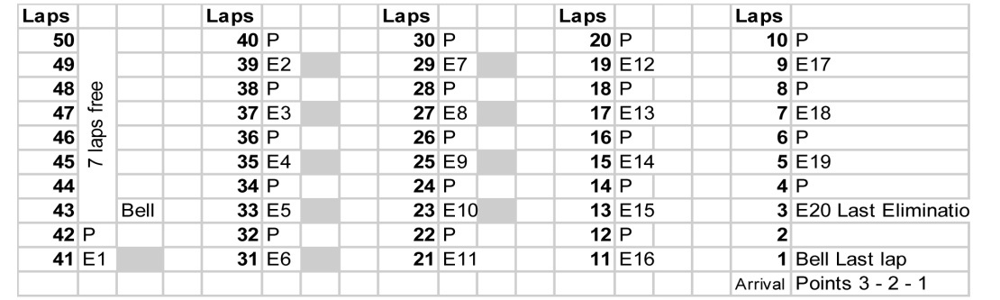 Laps Laps Laps Laps Laps
50 40 P 30 P 20 P 10 P
49 39 E2 29 E7 19 E12 9 E17
48 38 P 28 P 18 P 8 P
47 37 E3 27 E8 17 E13 7 E18
46 36 P 26 P 16 P 6 P
45 35 E4 25 E9 15 E14 5 E19
44 34 P 24 P 14 P 4 P
7 laps free
43 Bell 33 E5 23 E10 13 E15 3 E20 Last Eliminatio
42 P 32 P 22 P 12 P 2
41 E1 31 E6 21 E11 11 E16 1 Bell Last lap
Arrival Points 3 - 2 - 1